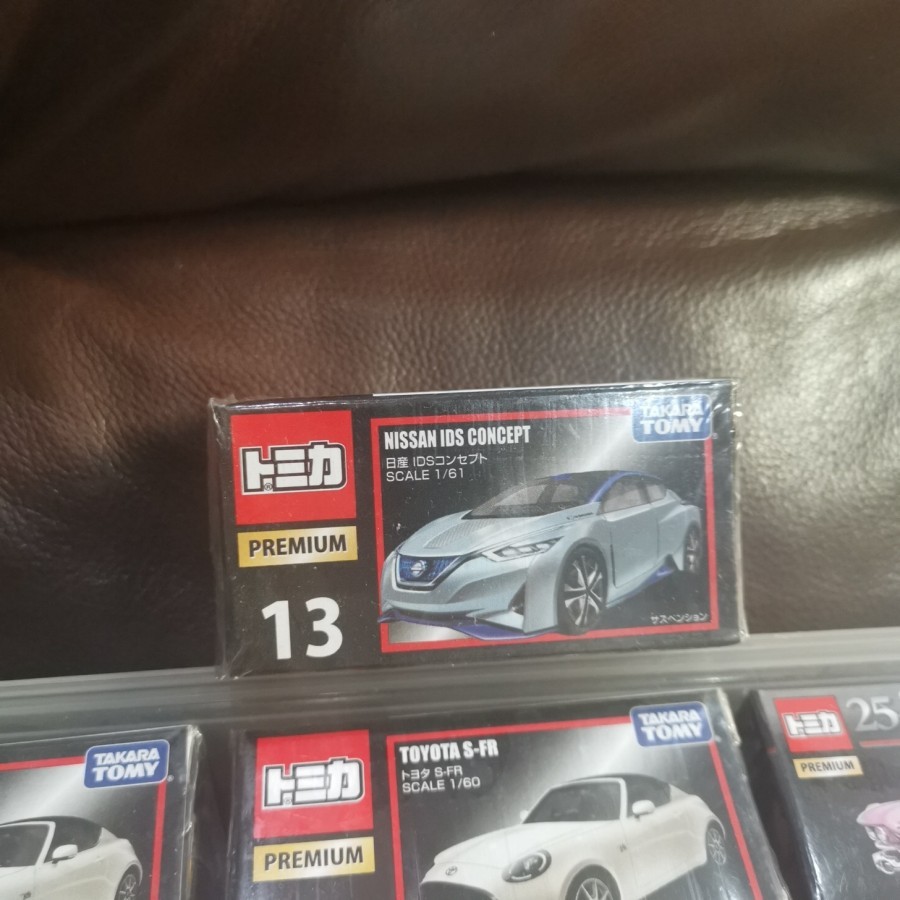 トミカ
PREMIUM
13
NISSAN IDS CONCEPT
日産 IDSコンセプト
SCALE 1/61
TAKARA
TOMY
サスペンション
TAKARA
TOMY
トミカ
PREMIUM
TOYOTA S-FR
トヨタ S-FR
SCALE 1/60
TAKARA
TOMY
トミカ
PREMIUM
25